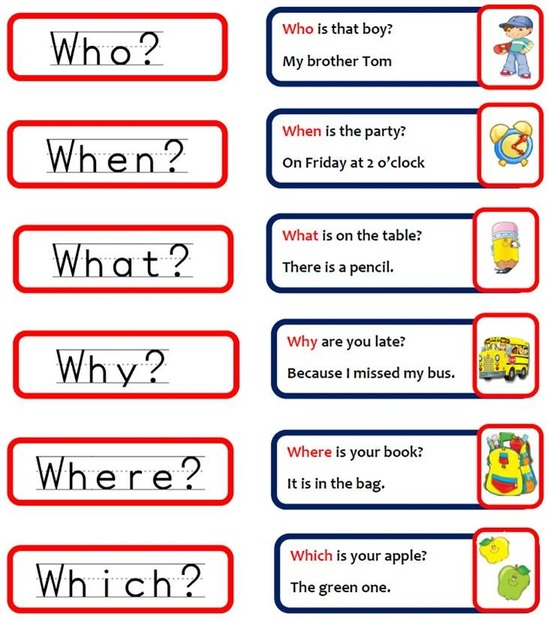 Who?
Who is that boy?
My brother Tom
When?
When is the party?
On Friday at 2 o'clock
What?
What is on the table?
There is a pencil.
Why?
Why are you late?
Because I missed my bus.
Where?
Where is your book?
It is in the bag.
Which?
Which is your apple?
The green one.